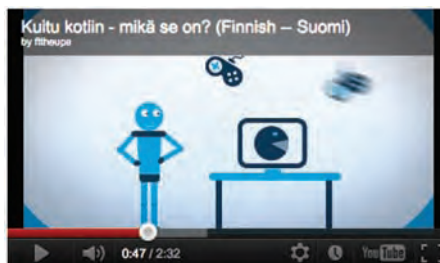 Kuitu kotiin - mikä se on? (Finnish -- Suomi)
by fttheupe
0:47 / 2:32
YouTube